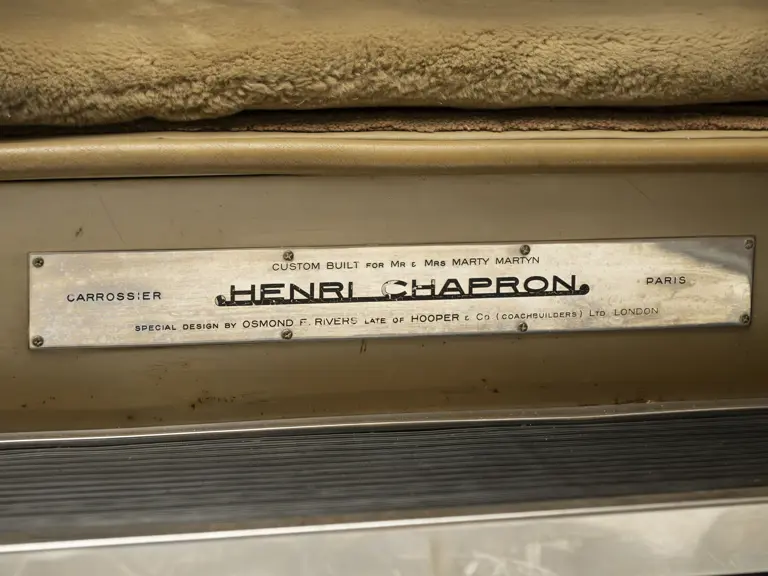 CUSTOM BUILT FOR MR & MRS MARTY MARTYN
CARROSSIER HENRI CHAPRON PARIS
SPECIAL DESIGN BY OSMOND F. RIVERS LATE OF HOOPER & CO (COACHBUILDERS) LTD LONDON